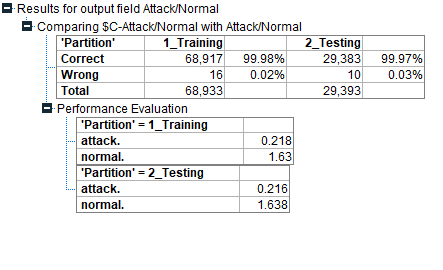 Results for output field Attack/Normal
Comparing $C-Attack/Normal with Attack/Normal
'Partition' 1_Training 2_Testing
Correct 68,917 99.98% 29,383 99.97%
Wrong 16 0.02% 10 0.03%
Total 68,933 29,393
Performance Evaluation
'Partition' = 1_Training
attack. 0.218
normal. 1.63
'Partition' = 2_Testing
attack. 0.216
normal. 1.638